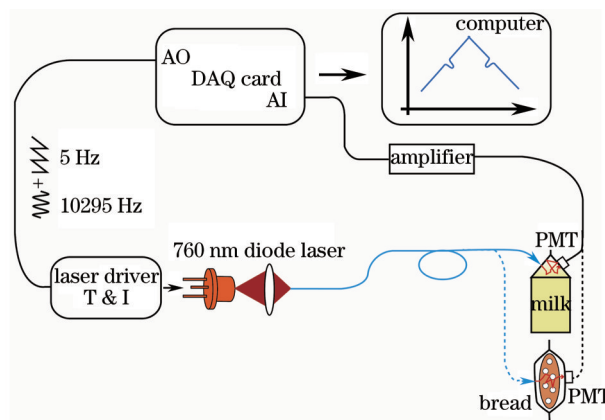 computer
AO
DAQ card
AI
amplifier
5 Hz
+
10295 Hz
760 nm diode laser
PMT
laser driver
T & I
milk
bread
PMT